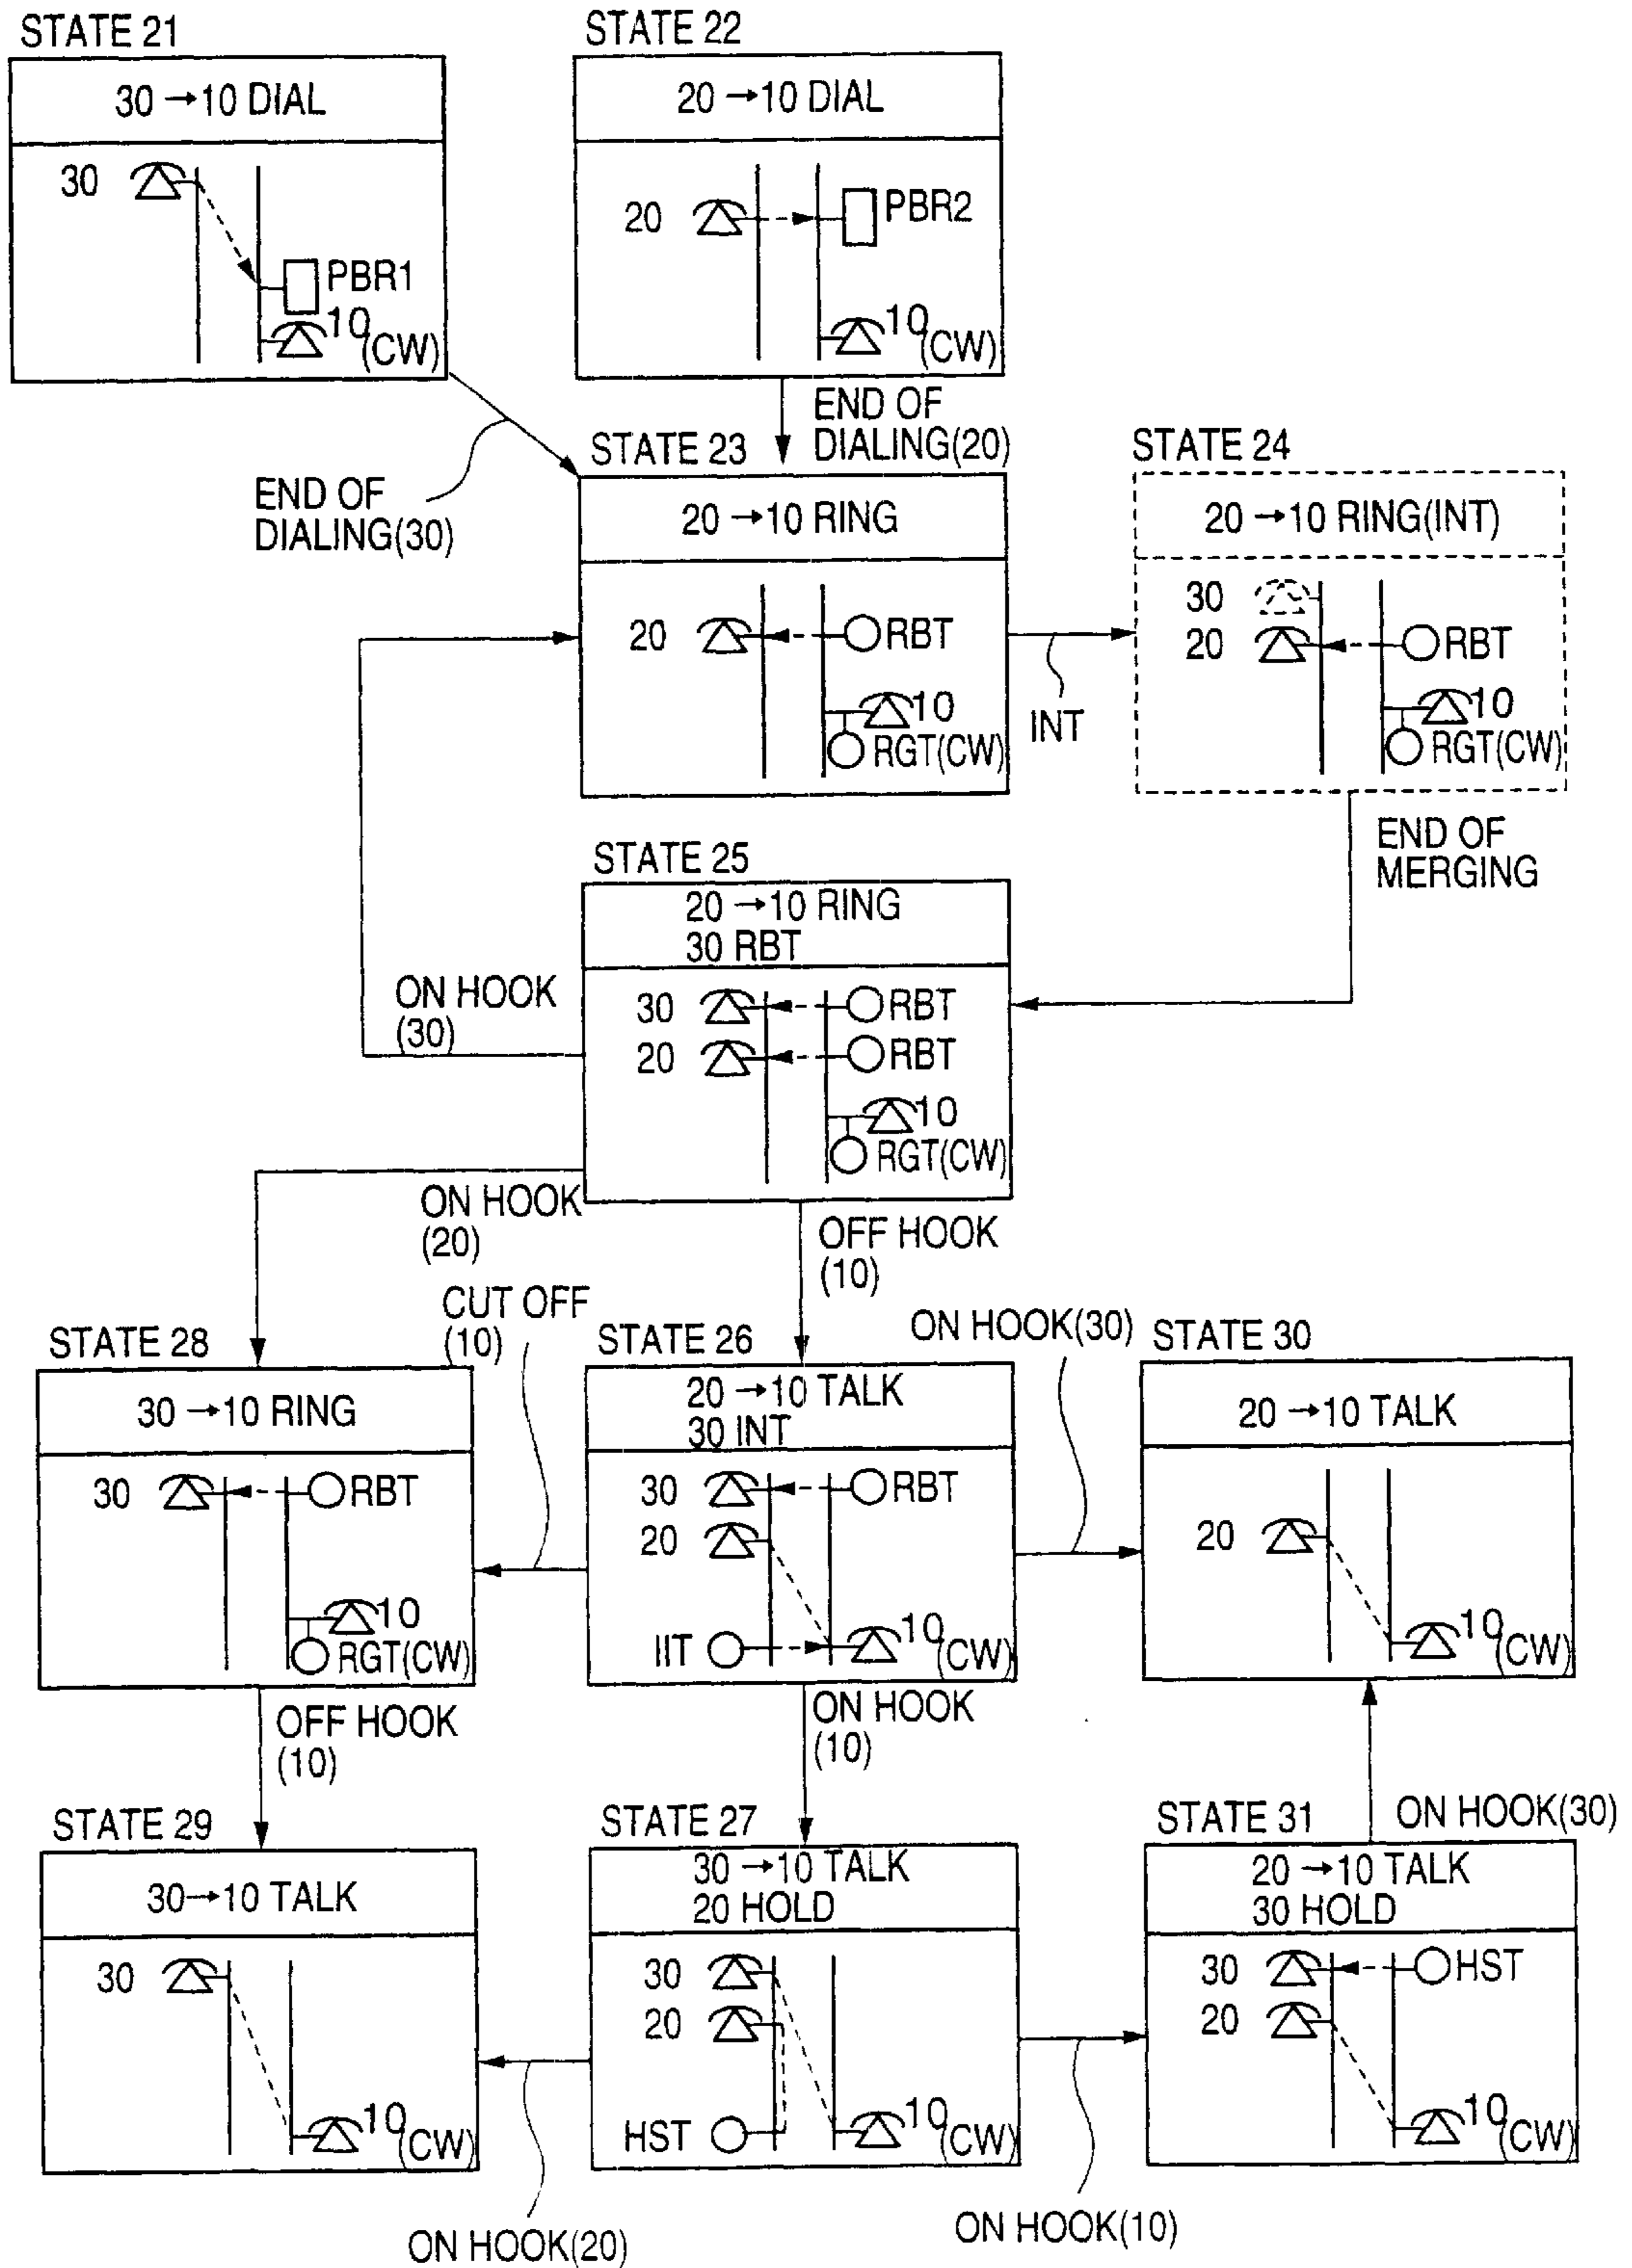 STATE 21
30 →10 DIAL
30
PBR1
10
(CW)
STATE 22
20 →10 DIAL
20
PBR2
10
(CW)
END OF
DIALING(30)
END OF
DIALING(20)
STATE 23
20 →10 RING
20
RBT
10
RGT(CW)
INT
STATE 24
20 →10 RING(INT)
30
20
RBT
10
RGT(CW)
END OF
MERGING
STATE 25
20 →10 RING
30 RBT
30
RBT
20
RBT
10
RGT(CW)
ON HOOK
(30)
ON HOOK
(20)
OFF HOOK
(10)
CUT OFF
(10)
ON HOOK(30)
STATE 28
30 →10 RING
30
RBT
10
RGT(CW)
STATE 26
20 →10 TALK
30 INT
30
RBT
20
IIT
10
(CW)
STATE 30
20 →10 TALK
20
10
(CW)
OFF HOOK
(10)
ON HOOK
(10)
ON HOOK(30)
STATE 29
30→10 TALK
30
10
(CW)
STATE 27
30 →10 TALK
20 HOLD
30
20
HST
10
(CW)
STATE 31
20 →10 TALK
30 HOLD
30
HST
20
10
(CW)
ON HOOK(20)
ON HOOK(10)